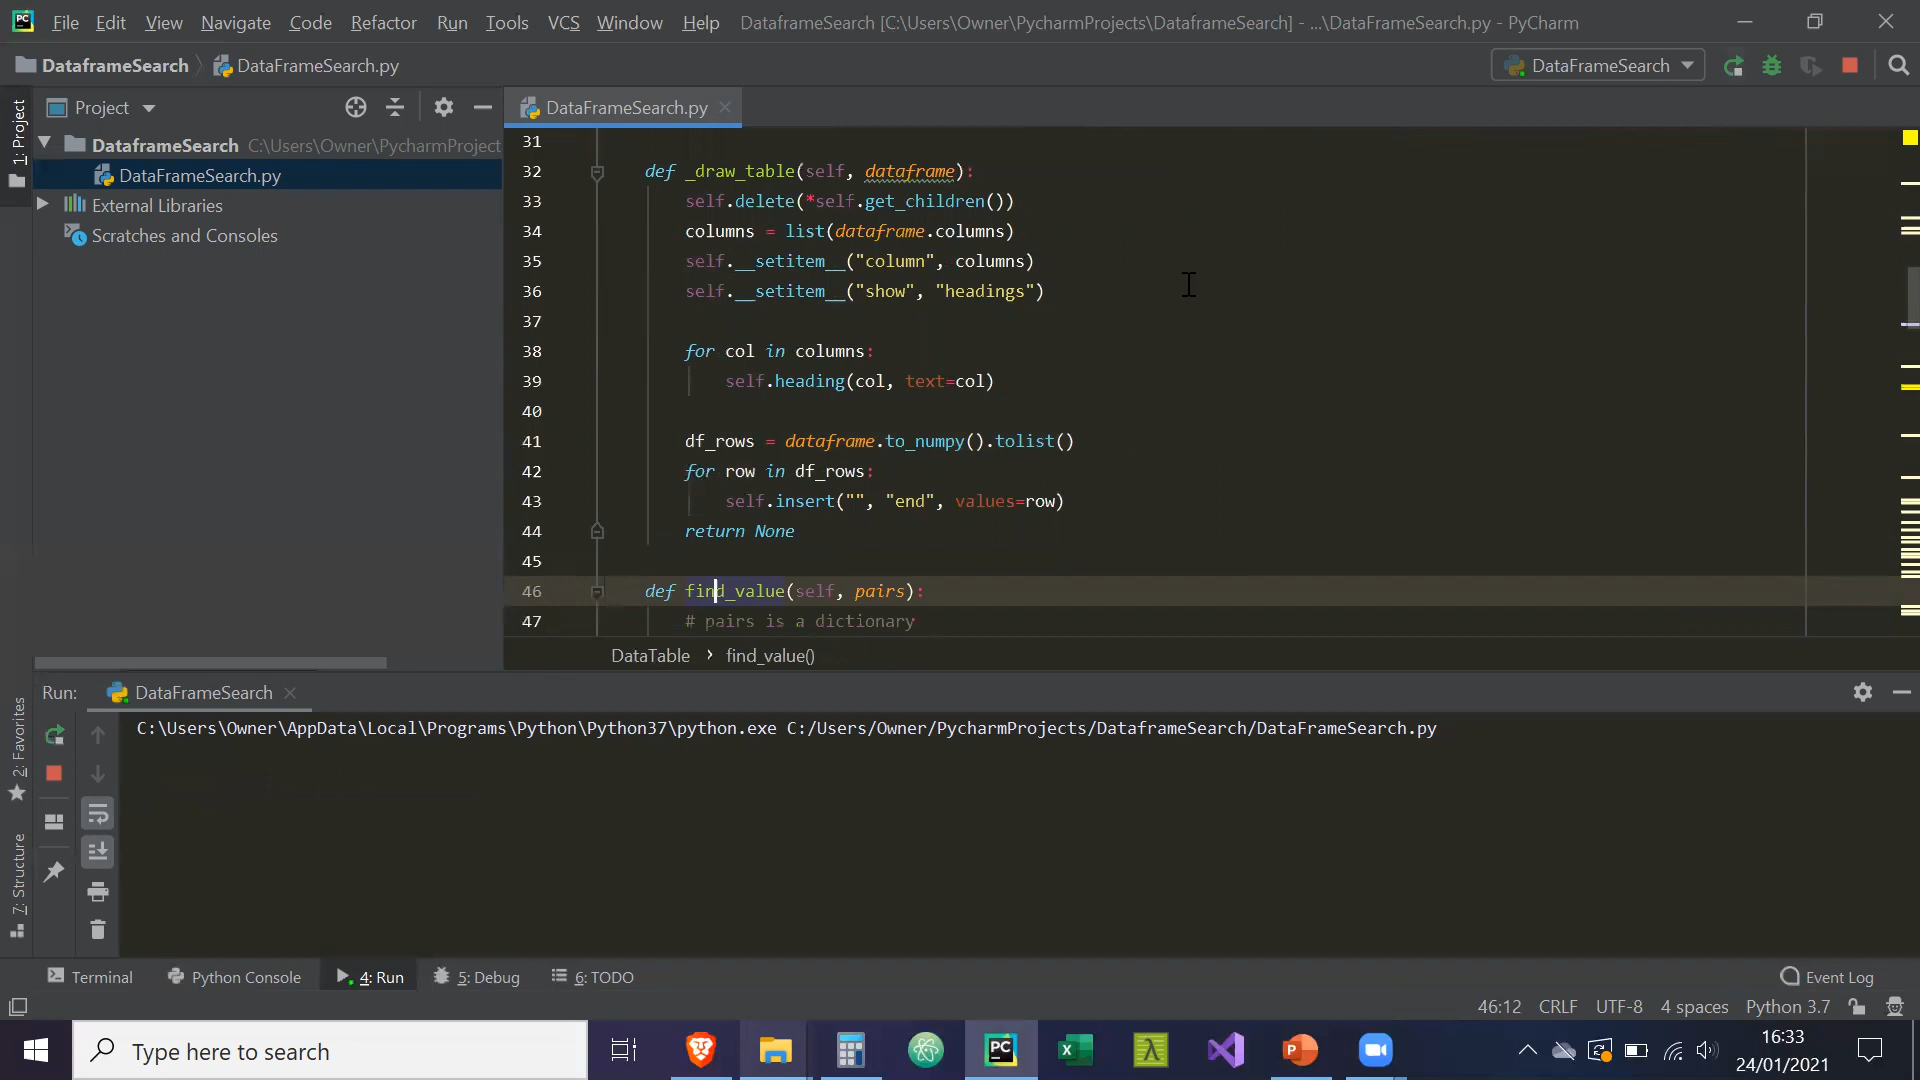 File Edit View Navigate Code Refactor Run Tools VCS Window Help DataframeSearch [C:\Users\Owner\PycharmProjects\DataframeSearch] - ...\DataFrameSearch.py - PyCharm
DataframeSearch DataFrameSearch.py DataFrameSearch
1: Project
Project
DataframeSearch C:\Users\Owner\PycharmProject
DataFrameSearch.py
External Libraries
Scratches and Consoles
DataFrameSearch.py
31
32 def _draw_table(self, dataframe):
33 self.delete(*self.get_children())
34 columns = list(dataframe.columns)
35 self.__setitem__("column", columns)
36 self.__setitem__("show", "headings")
37
38 for col in columns:
39 self.heading(col, text=col)
40
41 df_rows = dataframe.to_numpy().tolist()
42 for row in df_rows:
43 self.insert("", "end", values=row)
44 return None
45
46 def find_value(self, pairs):
47 # pairs is a dictionary
DataTable › find_value()
Run: DataFrameSearch
C:\Users\Owner\AppData\Local\Programs\Python\Python37\python.exe C:/Users/Owner/PycharmProjects/DataframeSearch/DataFrameSearch.py
2: Favorites
7: Structure
Terminal Python Console 4: Run 5: Debug 6: TODO Event Log
46:12 CRLF UTF-8 4 spaces Python 3.7
Type here to search
16:33
24/01/2021